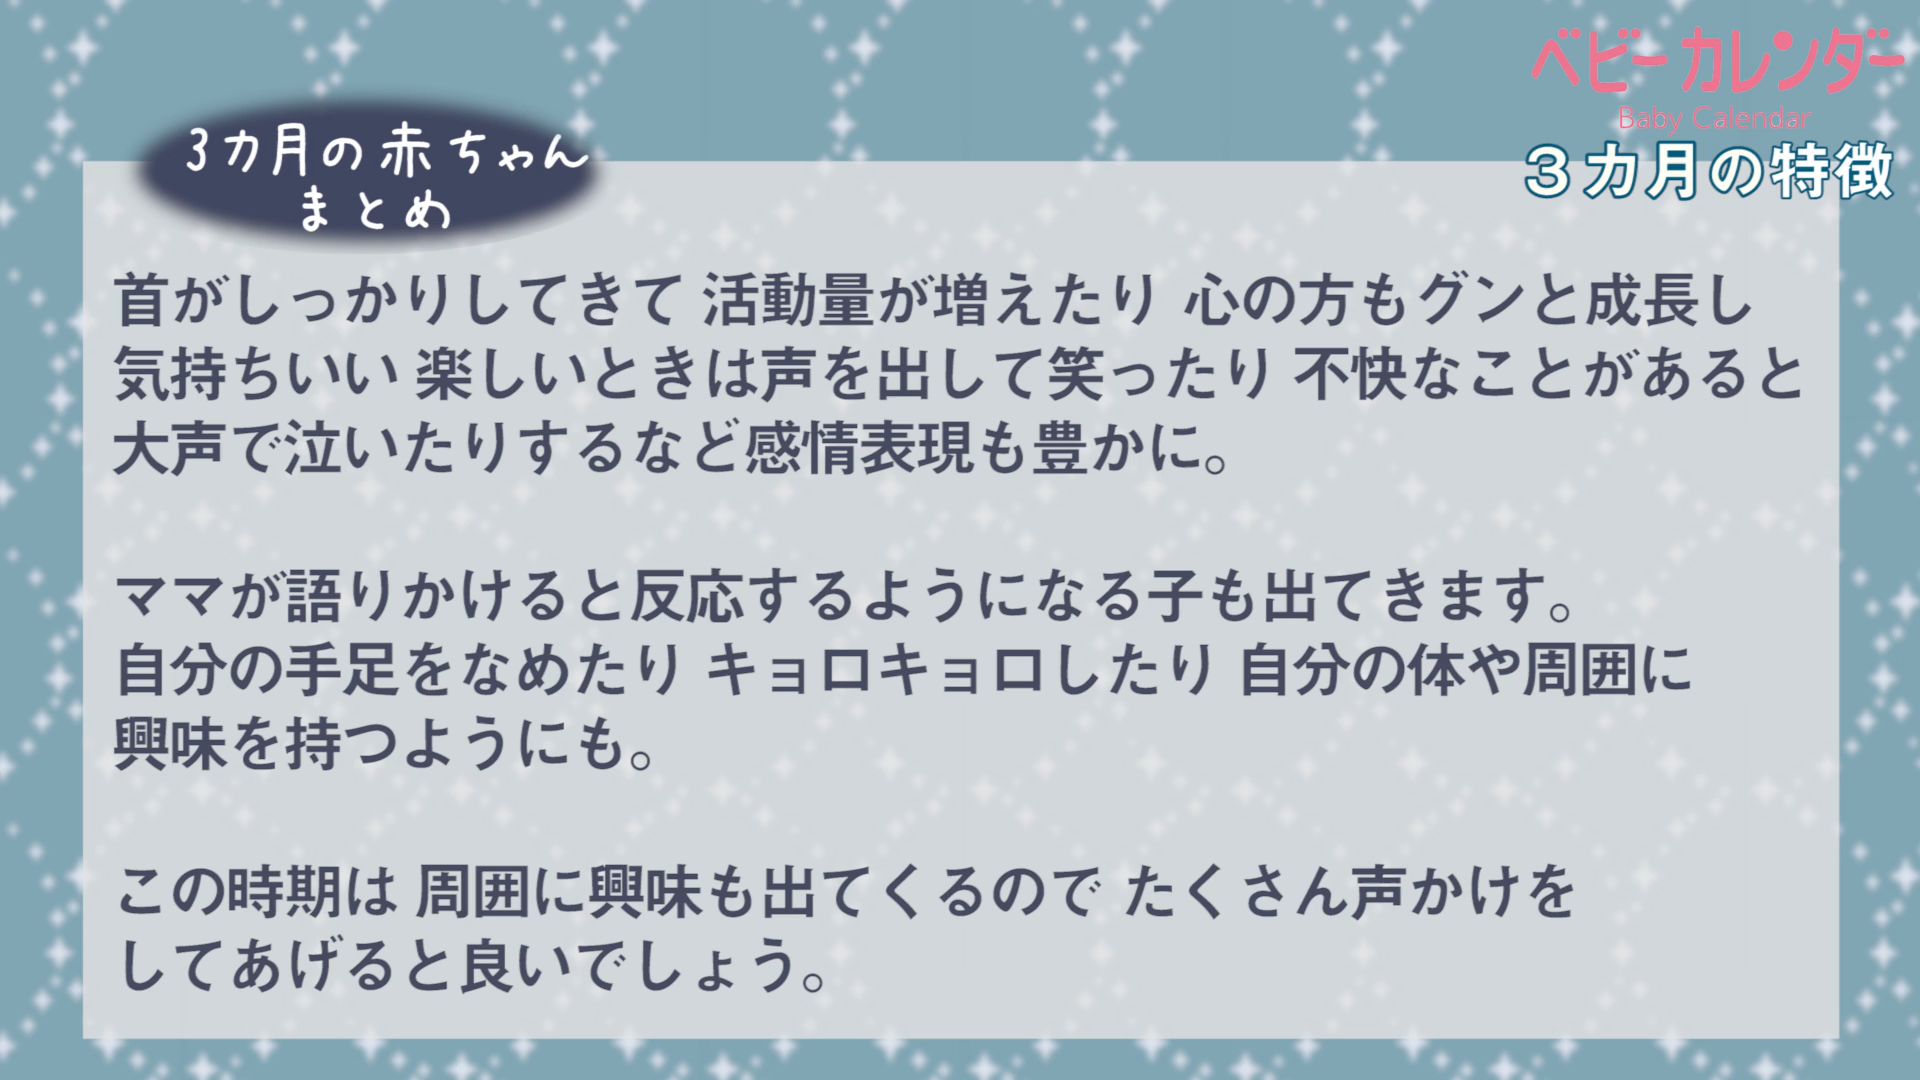 ベビーカレンダー
Baby Calendar
3カ月の特徴
3カ月の赤ちゃん
まとめ
首がしっかりしてきて 活動量が増えたり 心の方もグンと成長し
気持ちいい 楽しいときは声を出して笑ったり 不快なことがあると
大声で泣いたりするなど感情表現も豊かに。
ママが語りかけると反応するようになる子も出てきます。
自分の手足をなめたり キョロキョロしたり 自分の体や周囲に
興味を持つようにも。
この時期は 周囲に興味も出てくるので たくさん声かけを
してあげると良いでしょう。